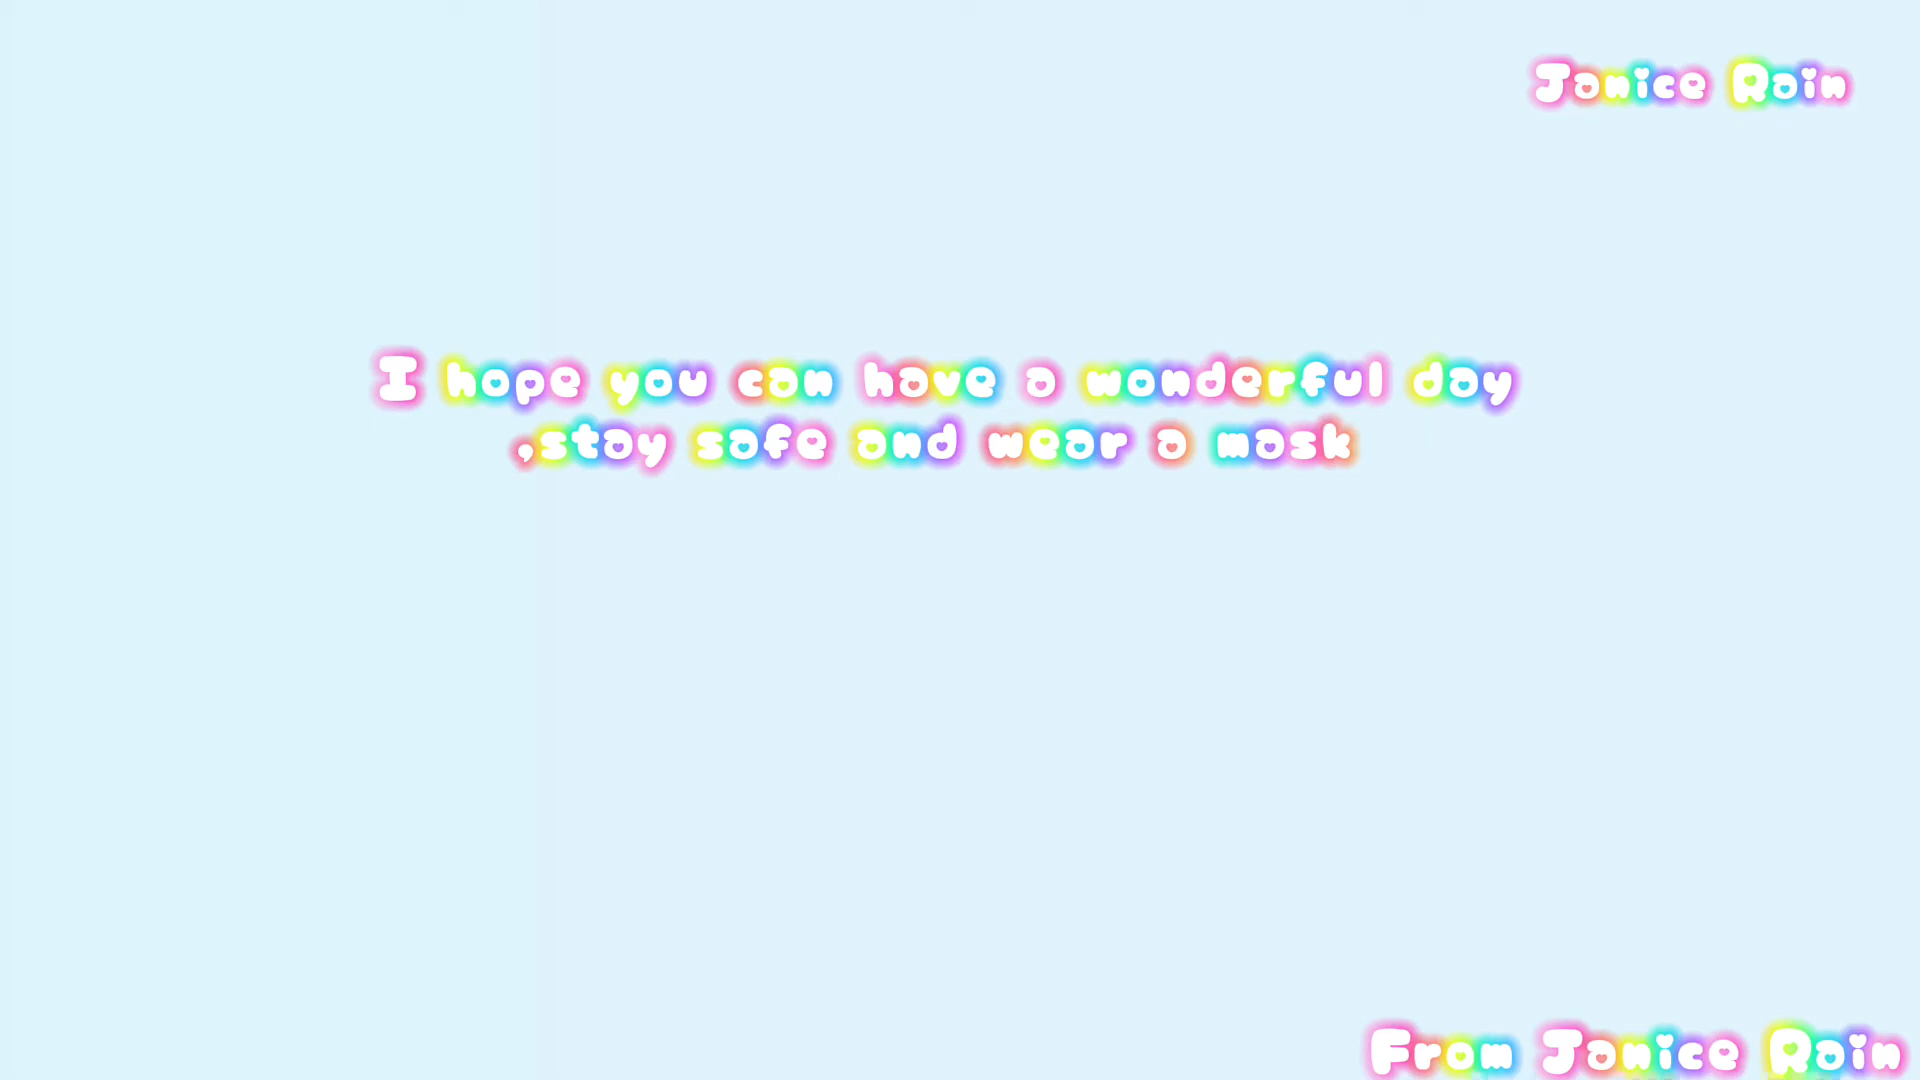 Janice Rain
I hope you can have a wonderful day
,stay safe and wear a mask
From Janice Rain